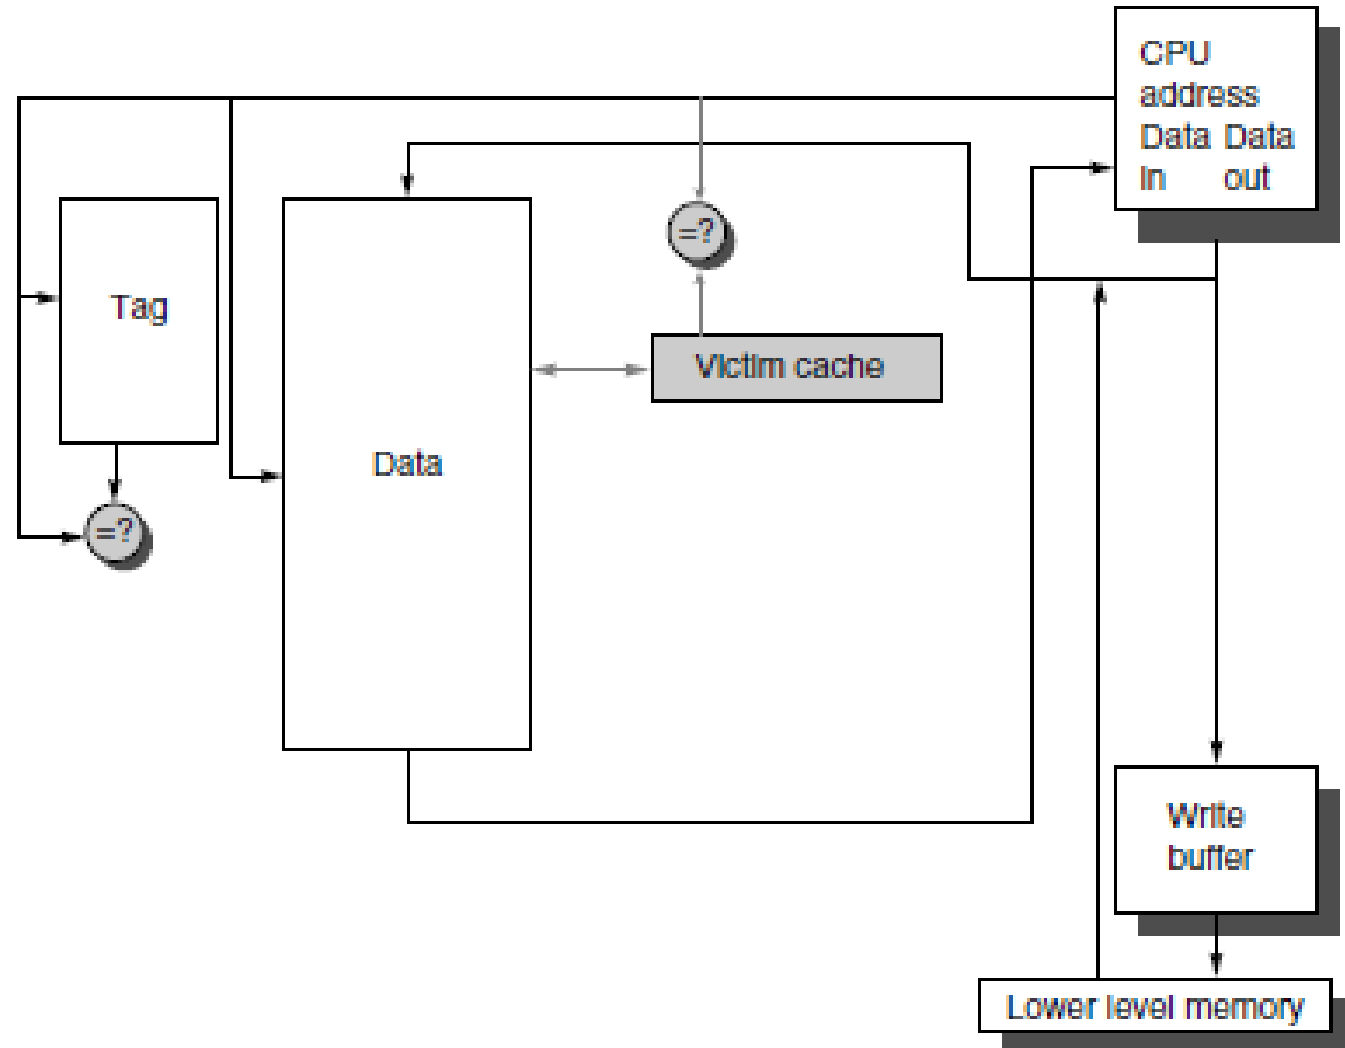 CPU
address
Data Data
in out
=?
Tag
Victim cache
Data
=?
Write
buffer
Lower level memory